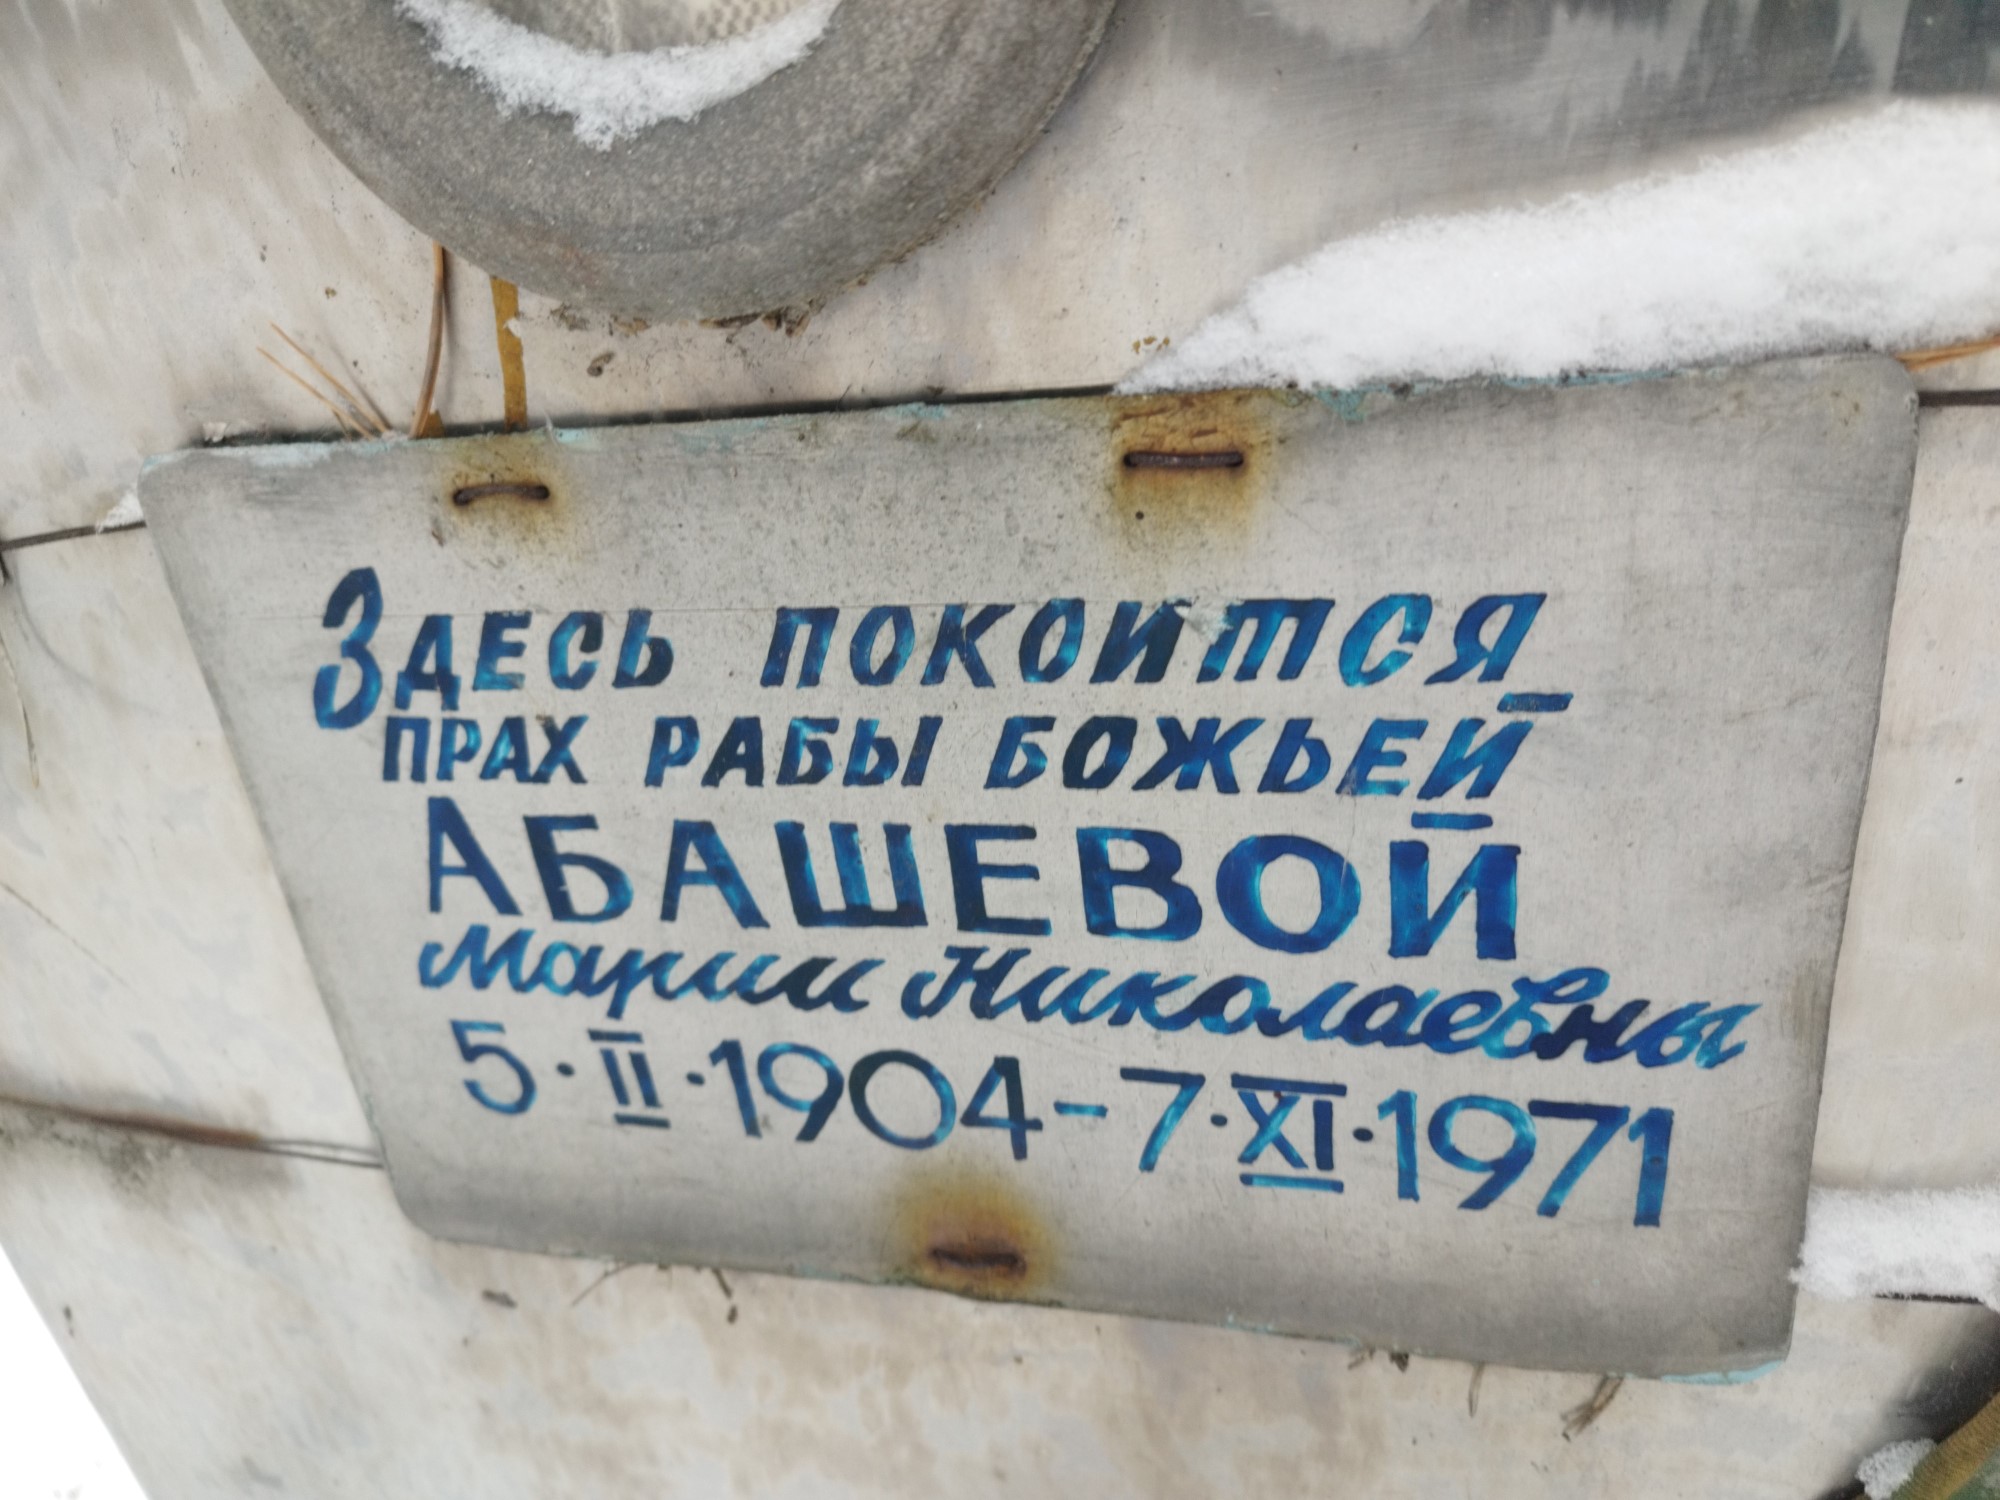 Здесь покоится
прах рабы божьей
АБАШЕВОЙ
Марии Николаевны
5·II·1904-7·XI·1971